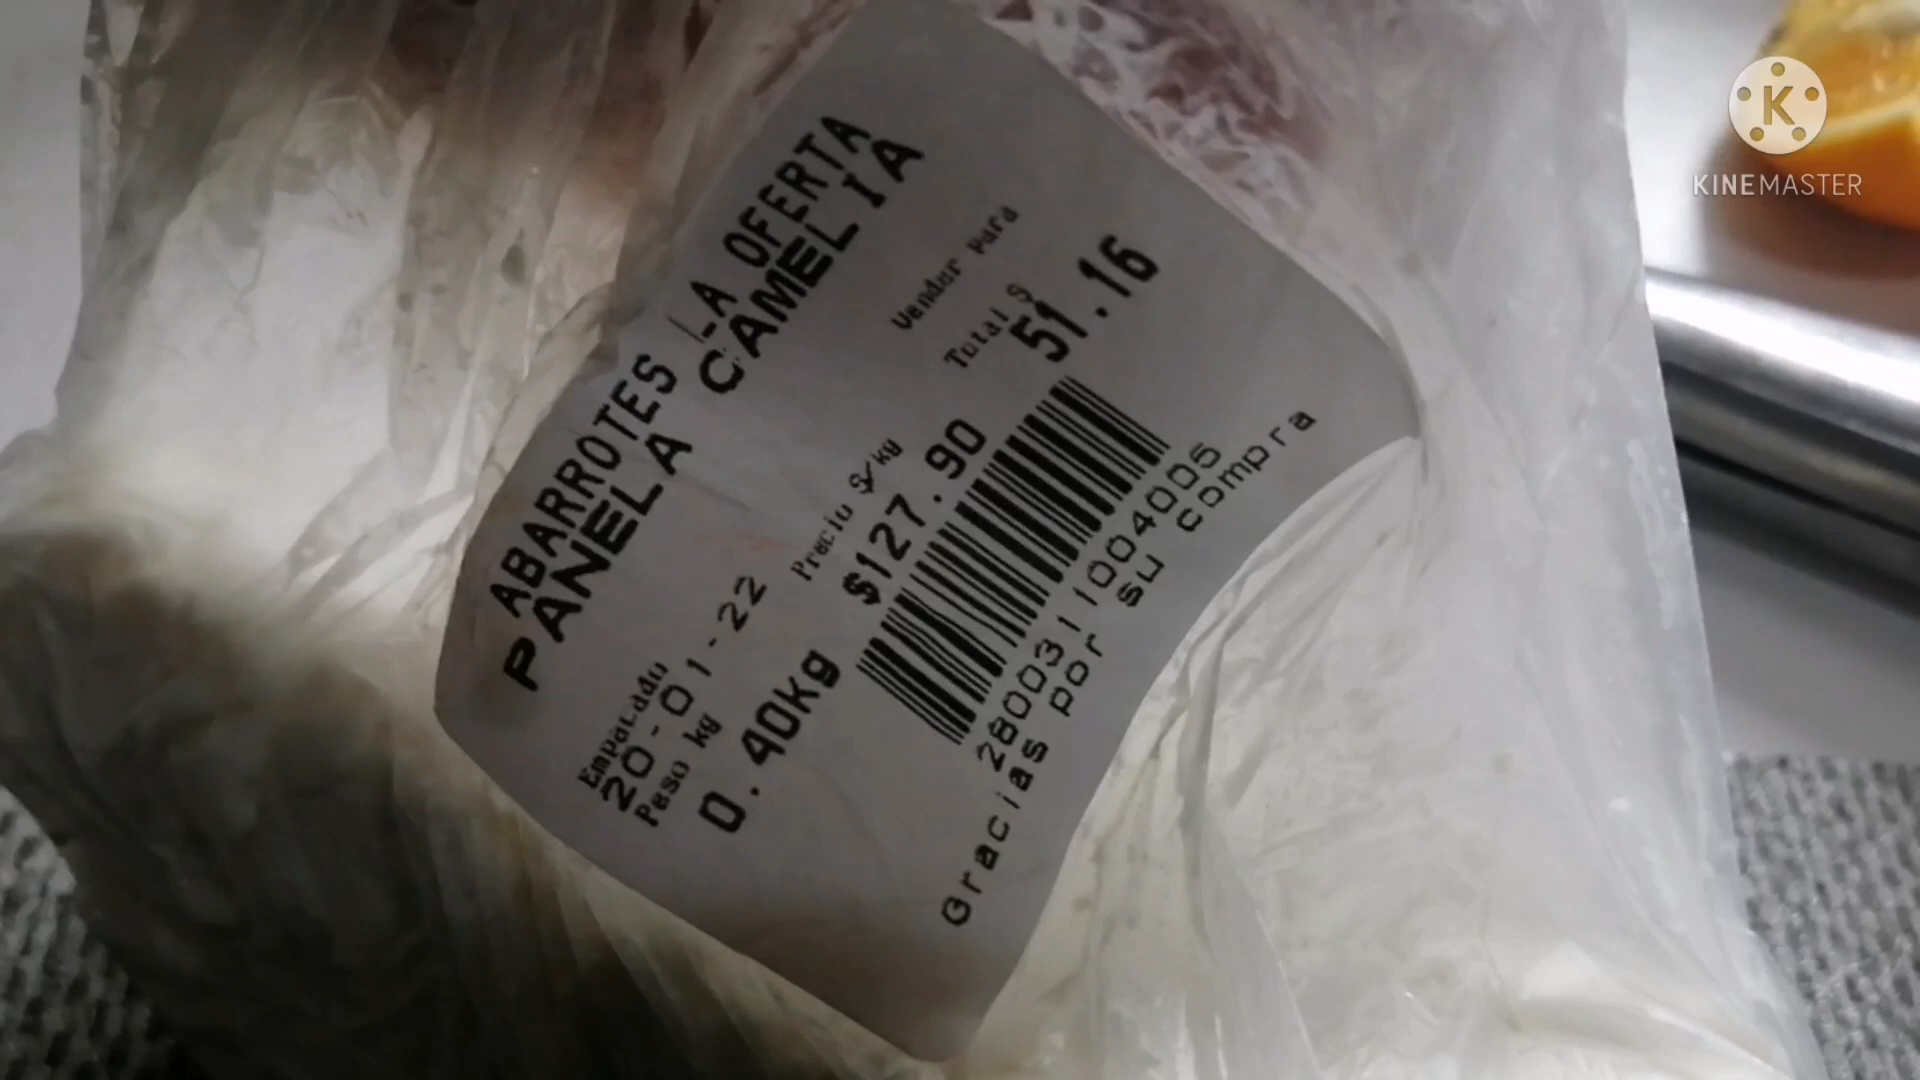 ABARROTES LA OFERTA
PANELA CAMELIA
Empacado
20-01-22
Vender para
Peso kg
Precio $/kg
Total $
0.40kg
$127.90
51.16
2800311004005
Gracias por su compra
K
KINEMASTER